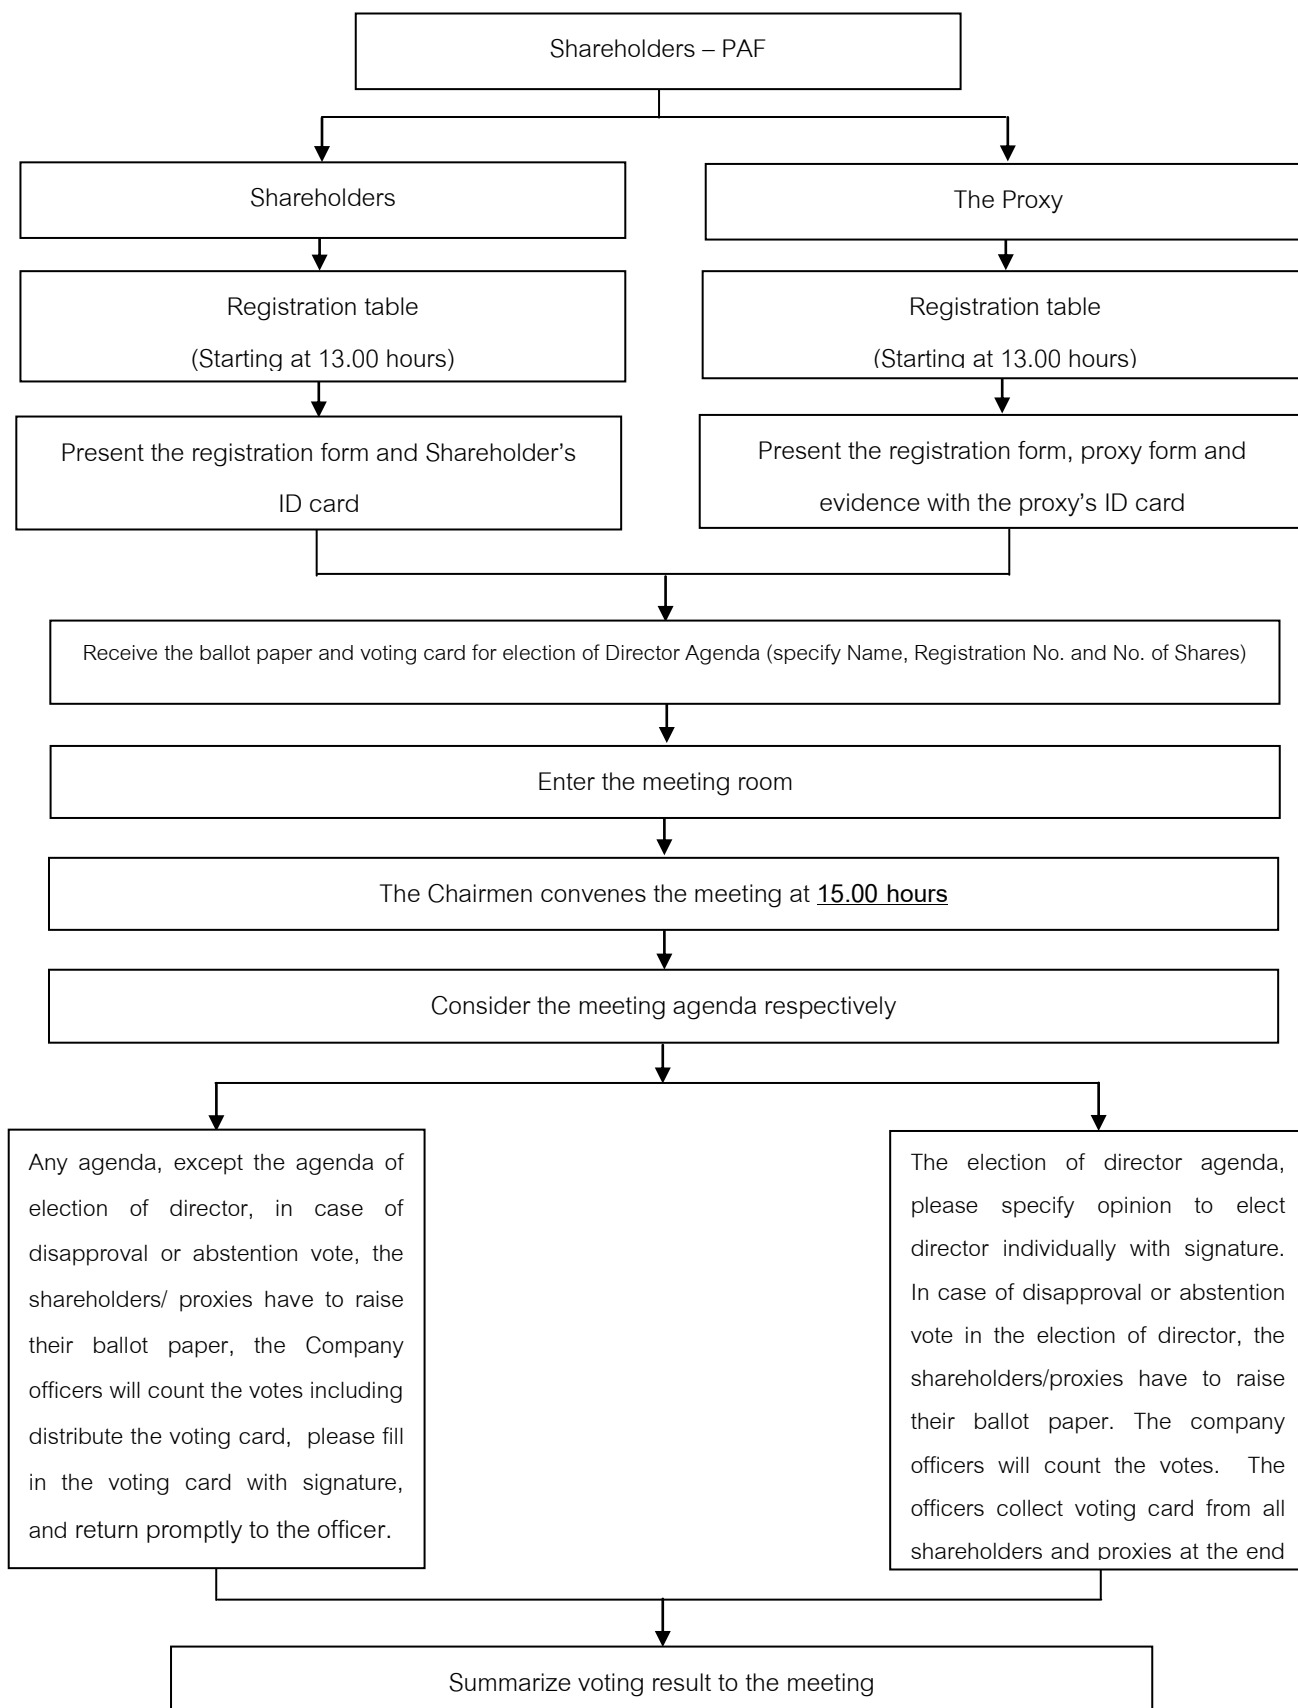 Shareholders – PAF
Shareholders
The Proxy
Registration table
(Starting at 13.00 hours)
Registration table
(Starting at 13.00 hours)
Present the registration form and Shareholder's
ID card
Present the registration form, proxy form and
evidence with the proxy's ID card
Receive the ballot paper and voting card for election of Director Agenda (specify Name, Registration No. and No. of Shares)
Enter the meeting room
The Chairmen convenes the meeting at 15.00 hours
Consider the meeting agenda respectively
Any agenda, except the agenda of
election of director, in case of
disapproval or abstention vote, the
shareholders/ proxies have to raise
their ballot paper, the Company
officers will count the votes including
distribute the voting card, please fill
in the voting card with signature,
and return promptly to the officer.
The election of director agenda,
please specify opinion to elect
director individually with signature.
In case of disapproval or abstention
vote in the election of director, the
shareholders/proxies have to raise
their ballot paper. The company
officers will count the votes. The
officers collect voting card from all
shareholders and proxies at the end
Summarize voting result to the meeting